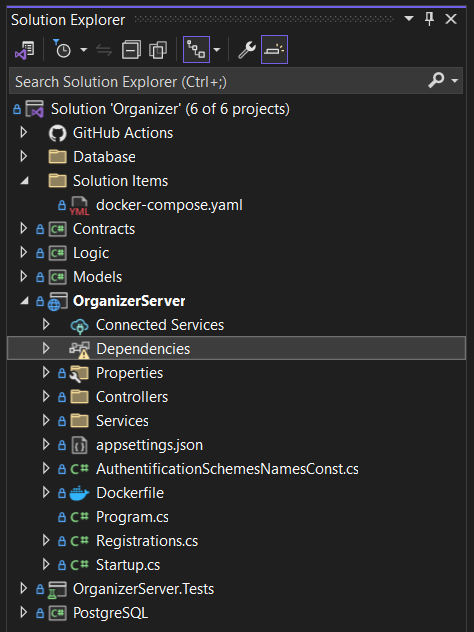 Solution Explorer
Search Solution Explorer (Ctrl+;)
Solution 'Organizer' (6 of 6 projects)
GitHub Actions
Database
Solution Items
YML docker-compose.yaml
C# Contracts
C# Logic
C# Models
OrganizerServer
Connected Services
Dependencies
Properties
Controllers
Services
appsettings.json
C# AuthentificationSchemesNamesConst.cs
Dockerfile
C# Program.cs
C# Registrations.cs
C# Startup.cs
OrganizerServer.Tests
C# PostgreSQL